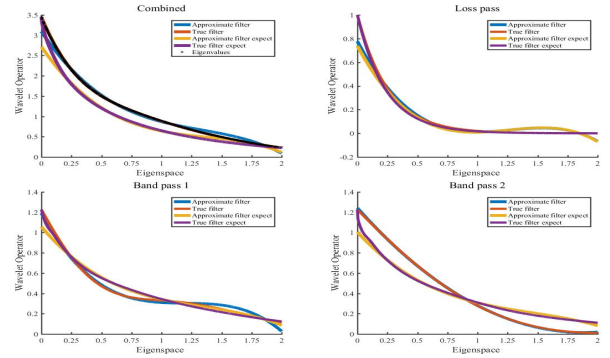 Combined
Wavelet Operator
3.5
3
2.5
2
1.5
1
0.5
0
Approximate filter
True filter
Approximate filter expect
True filter expect
Eigenvalues
0 0.25 0.5 0.75 1 1.25 1.5 1.75 2
Eigenspace
Loss pass
Wavelet Operator
1
0.8
0.6
0.4
0.2
0
-0.2
Approximate filter
True filter
Approximate filter expect
True filter expect
0 0.25 0.5 0.75 1 1.25 1.5 1.75 2
Eigenspace
Band pass 1
Wavelet Operator
1.4
1.2
1
0.8
0.6
0.4
0.2
0
Approximate filter
True filter
Approximate filter expect
True filter expect
0 0.25 0.5 0.75 1 1.25 1.5 1.75 2
Eigenspace
Band pass 2
Wavelet Operator
1.4
1.2
1
0.8
0.6
0.4
0.2
0
Approximate filter
True filter
Approximate filter expect
True filter expect
0 0.25 0.5 0.75 1 1.25 1.5 1.75 2
Eigenspace